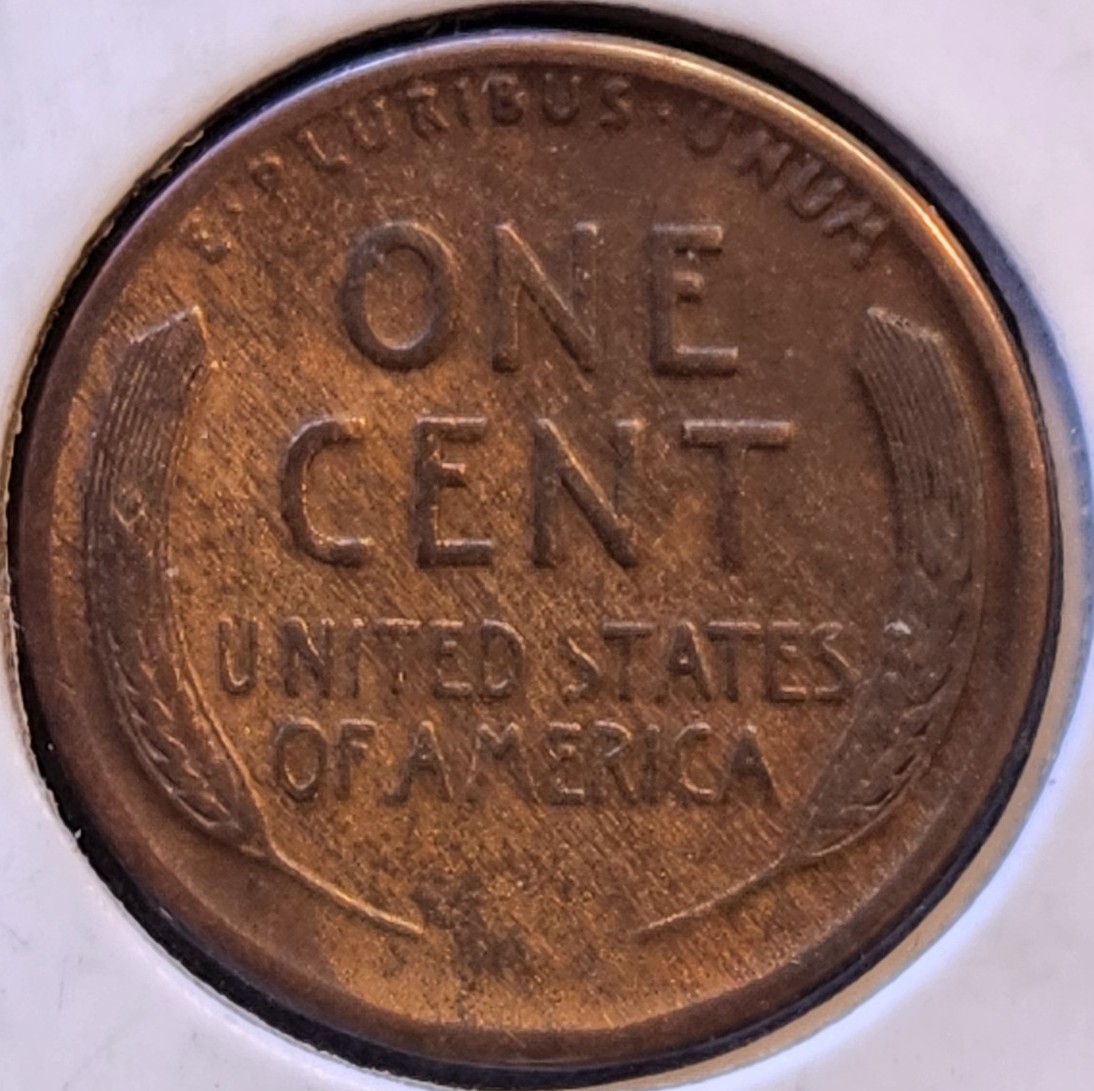 E·PLURIBUS·UNUM
ONE
CENT
UNITED STATES
OF AMERICA